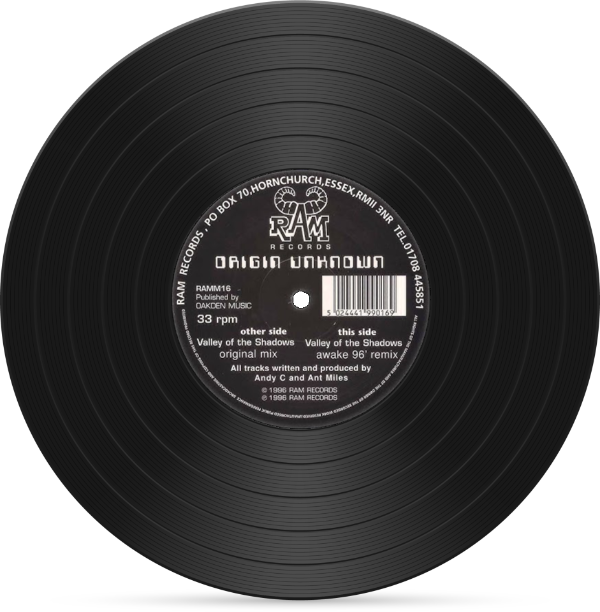 RAM RECORDS, PO BOX 70, HORNCHURCH, ESSEX, RM11 3NR TEL.01708 445851
RAM
RECORDS
ORIGIN UNKNOWN
RAMM16
Published by
OAKDEN MUSIC
33 rpm
5 024441 990169
other side
Valley of the Shadows
original mix
this side
Valley of the Shadows
awake 96' remix
All tracks written and produced by
Andy C and Ant Miles
© 1996 RAM RECORDS
℗ 1996 RAM RECORDS